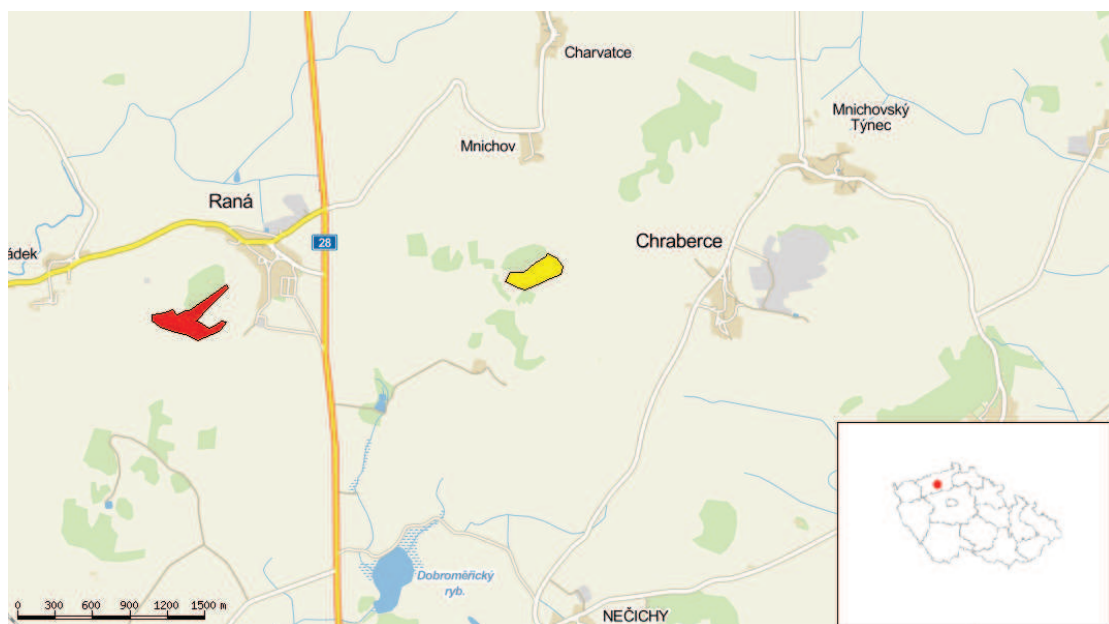 Charvatce
Mnichovský
Týnec
Mnichov
Raná
28
Chraberce
ádek
Dobroměřický
ryb.
0 300 600 900 1200 1500 m
NEČICHY